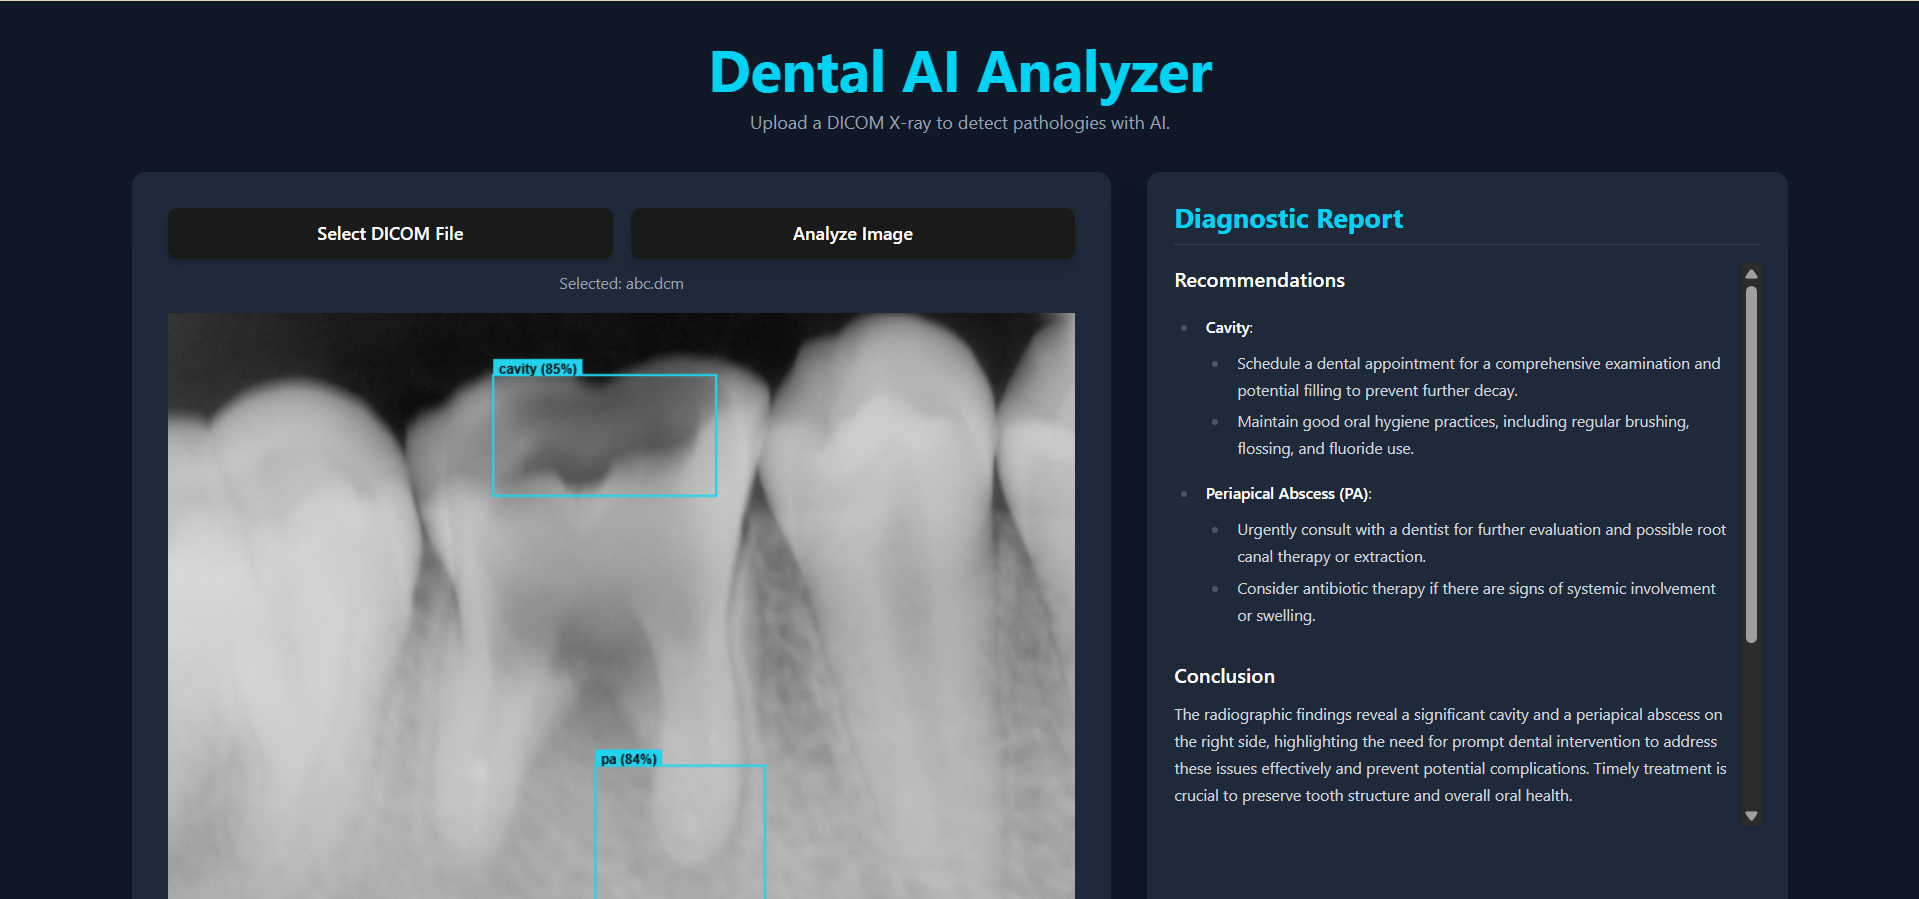 Dental AI Analyzer
Upload a DICOM X-ray to detect pathologies with AI.
Select DICOM File
Analyze Image
Selected: abc.dcm
cavity (85%)
pa (84%)
Diagnostic Report
Recommendations
Cavity:
Schedule a dental appointment for a comprehensive examination and
potential filling to prevent further decay.
Maintain good oral hygiene practices, including regular brushing,
flossing, and fluoride use.
Periapical Abscess (PA):
Urgently consult with a dentist for further evaluation and possible root
canal therapy or extraction.
Consider antibiotic therapy if there are signs of systemic involvement
or swelling.
Conclusion
The radiographic findings reveal a significant cavity and a periapical abscess on
the right side, highlighting the need for prompt dental intervention to address
these issues effectively and prevent potential complications. Timely treatment is
crucial to preserve tooth structure and overall oral health.